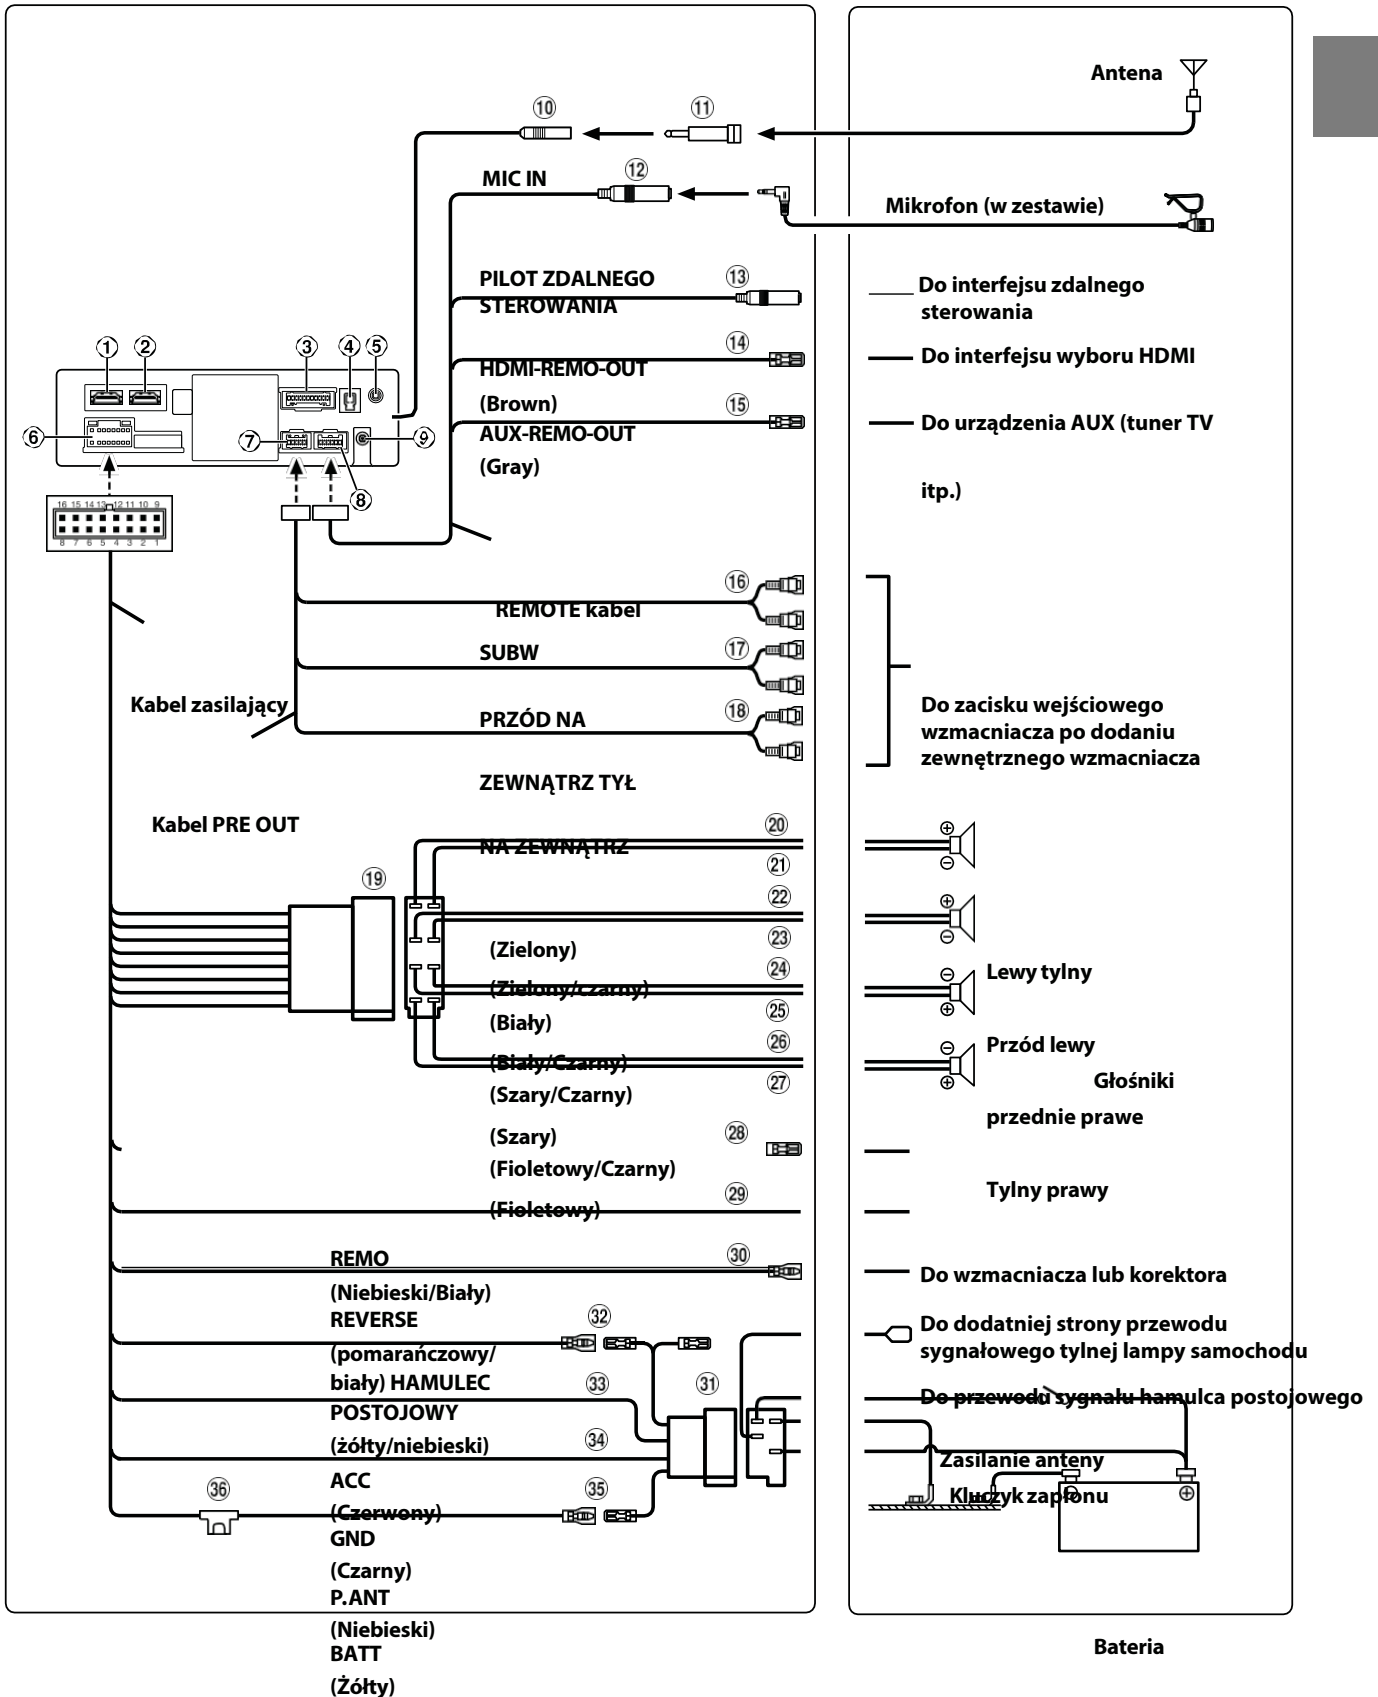 Antena
⑩
⑪
MIC IN
⑫
Mikrofon (w zestawie)
PILOT ZDALNEGO
STEROWANIA
⑬
Do interfejsu zdalnego
sterowania
①
②
③
④
⑤
⑭
HDMI-REMO-OUT
(Brown)
Do interfejsu wyboru HDMI
⑥
⑦
⑨
⑮
AUX-REMO-OUT
(Gray)
Do urządzenia AUX (tuner TV
itp.)
⑧
16 15 14 13 12 11 10 9
8 7 6 5 4 3 2 1
⑯
REMOTE kabel
SUBW
⑰
Kabel zasilający
PRZÓD NA
⑱
Do zacisku wejściowego
wzmacniacza po dodaniu
zewnętrznego wzmacniacza
ZEWNĄTRZ TYŁ
Kabel PRE OUT
NA ZEWNĄTRZ
⑳
㉑
⑲
㉒
㉓
(Zielony)
Lewy tylny
㉔
(Zielony/czarny)
㉕
(Biały)
㉖
Przód lewy
(Biały/Czarny)
㉗
Głośniki
(Szary/Czarny)
przednie prawe
㉘
(Szary)
(Fioletowy/Czarny)
㉙
Tylny prawy
(Fioletowy)
REMO
㉚
(Niebieski/Biały)
Do wzmacniacza lub korektora
REVERSE
㉜
Do dodatniej strony przewodu
sygnałowego tylnej lampy samochodu
(pomarańczowy/
biały) HAMULEC
㉝
㉛
Do przewodu sygnału hamulca postojowego
POSTOJOWY
(żółty/niebieski)
㉞
Zasilanie anteny
ACC
㊱
㉟
Kluczyk zapłonu
(Czerwony)
GND
(Czarny)
P.ANT
(Niebieski)
BATT
Bateria
(Żółty)